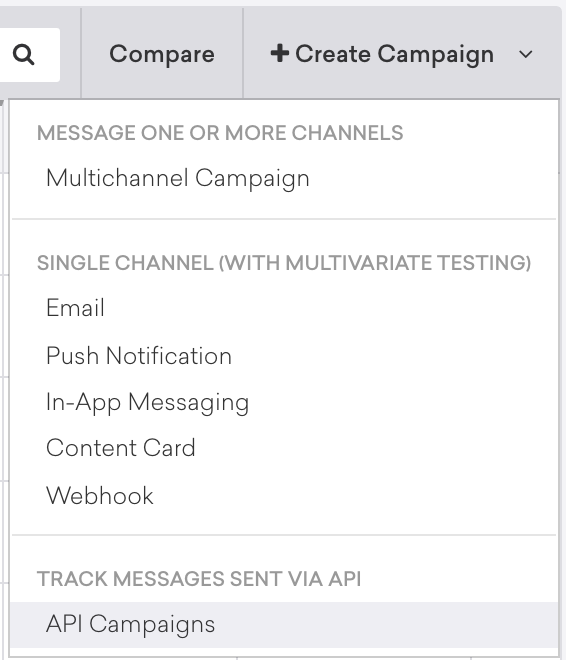 Compare
Create Campaign
MESSAGE ONE OR MORE CHANNELS
Multichannel Campaign
SINGLE CHANNEL (WITH MULTIVARIATE TESTING)
Email
Push Notification
In-App Messaging
Content Card
Webhook
TRACK MESSAGES SENT VIA API
API Campaigns